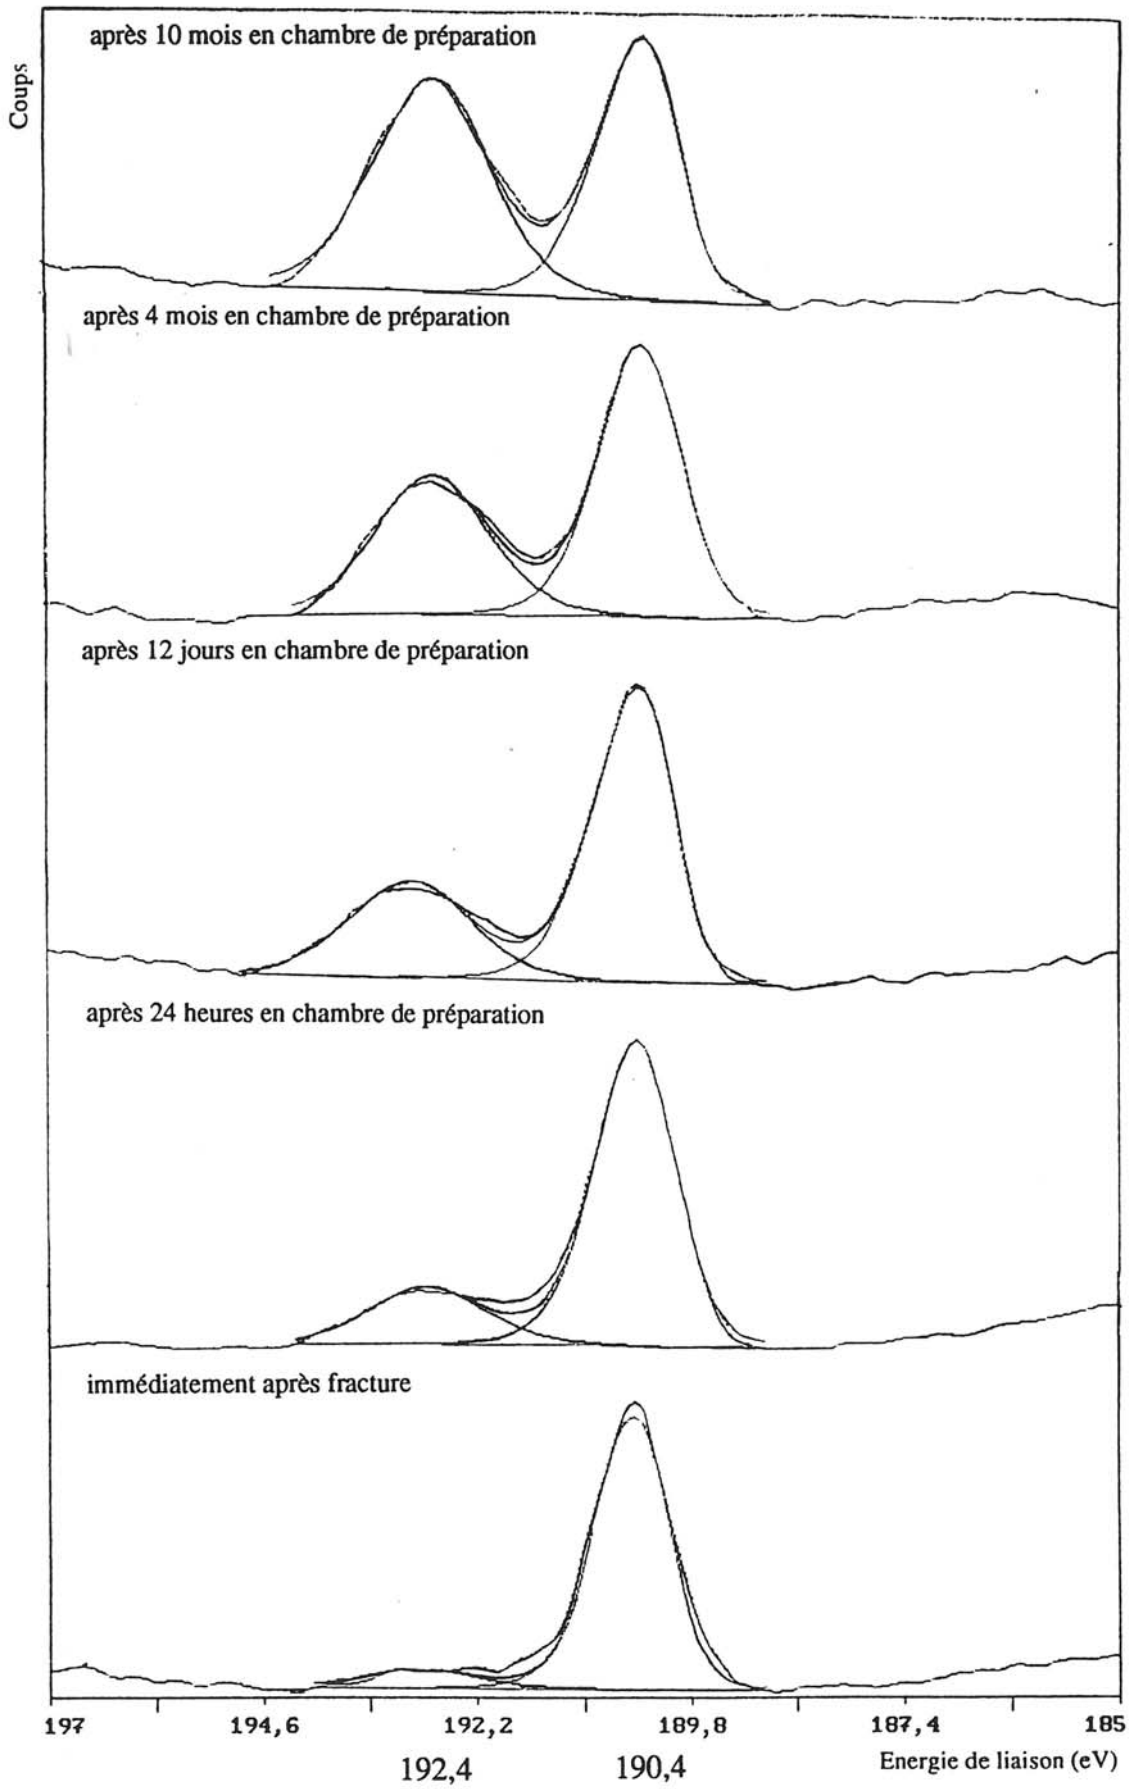 après 10 mois en chambre de préparation
Coups
après 4 mois en chambre de préparation
après 12 jours en chambre de préparation
après 24 heures en chambre de préparation
immédiatement après fracture
197 194,6 192,2 189,8 187,4 185
192,4 190,4 Energie de liaison (eV)